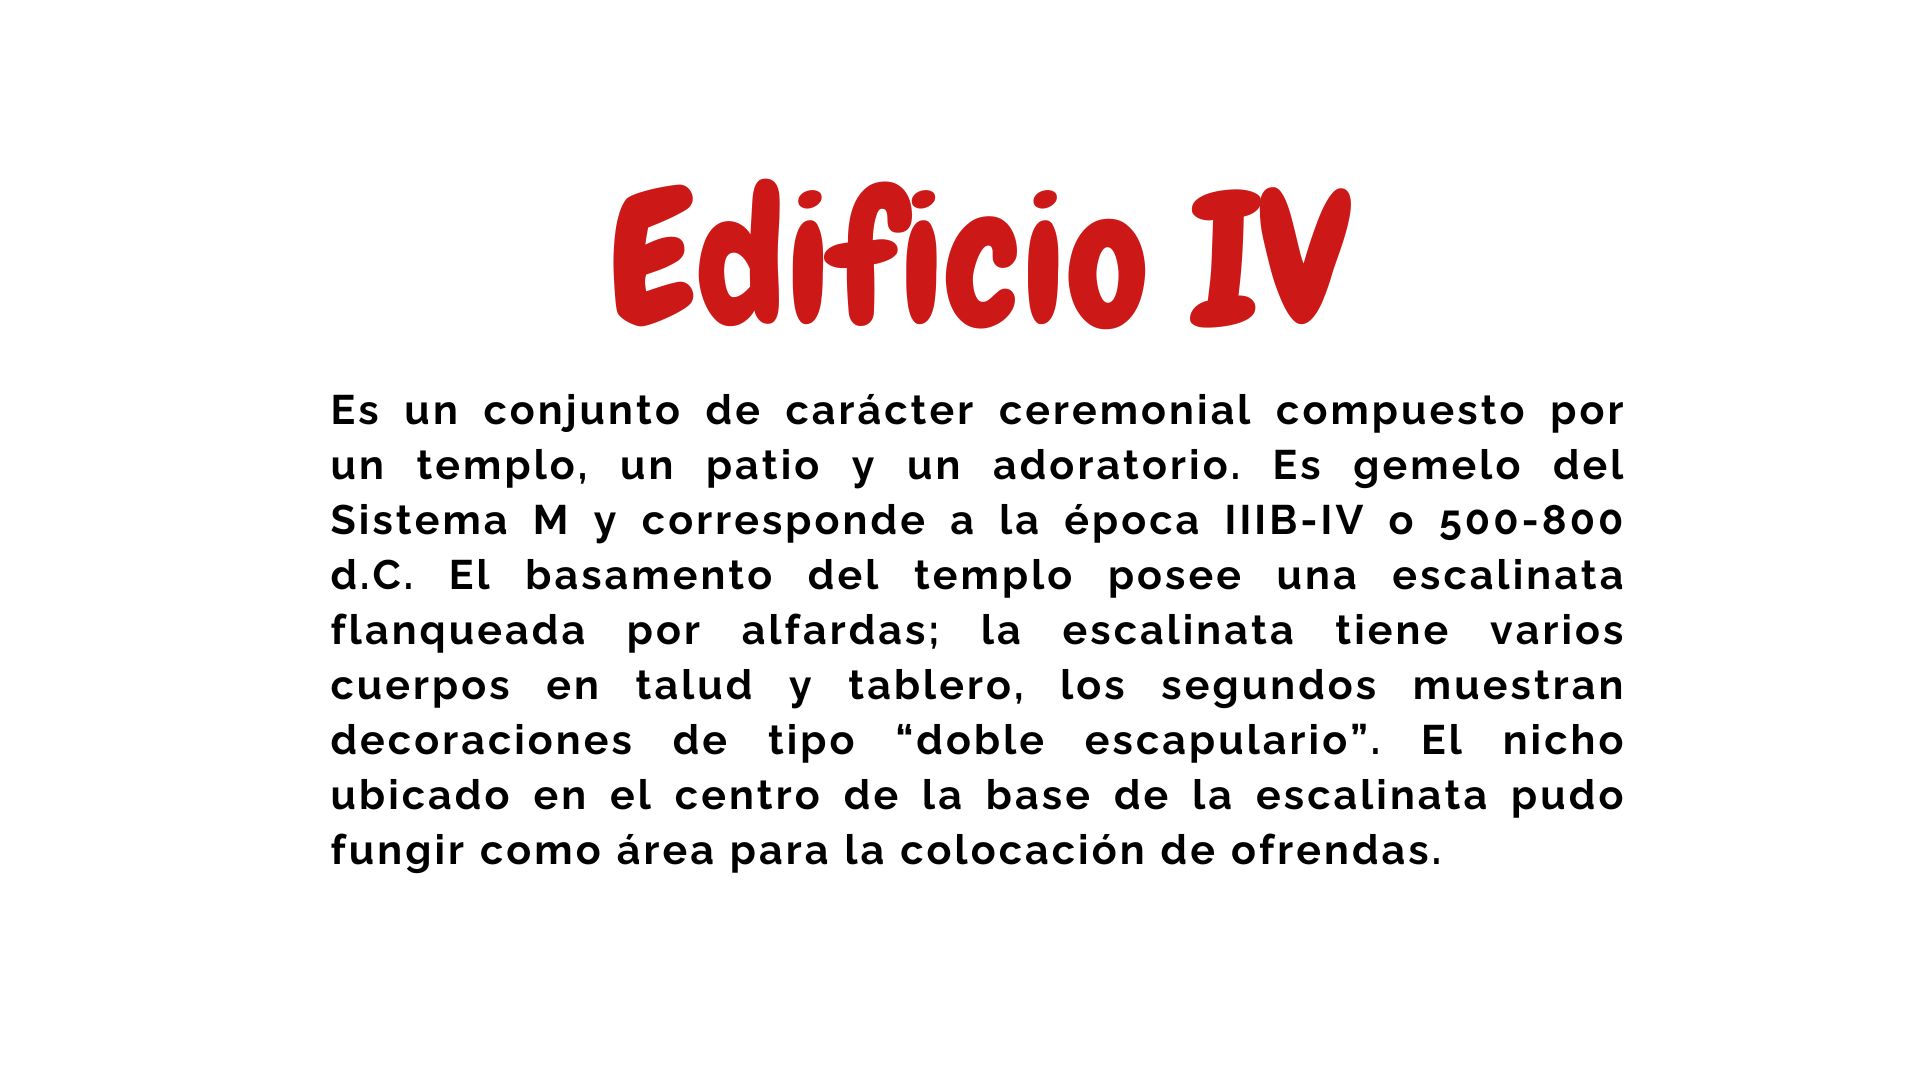 Edificio IV
Es un conjunto de carácter ceremonial compuesto por
un templo, un patio y un adoratorio. Es gemelo del
Sistema M y corresponde a la época IIIB-IV o 500-800
d.C. El basamento del templo posee una escalinata
flanqueada por alfardas; la escalinata tiene varios
cuerpos en talud y tablero, los segundos muestran
decoraciones de tipo “doble escapulario”. El nicho
ubicado en el centro de la base de la escalinata pudo
fungir como área para la colocación de ofrendas.